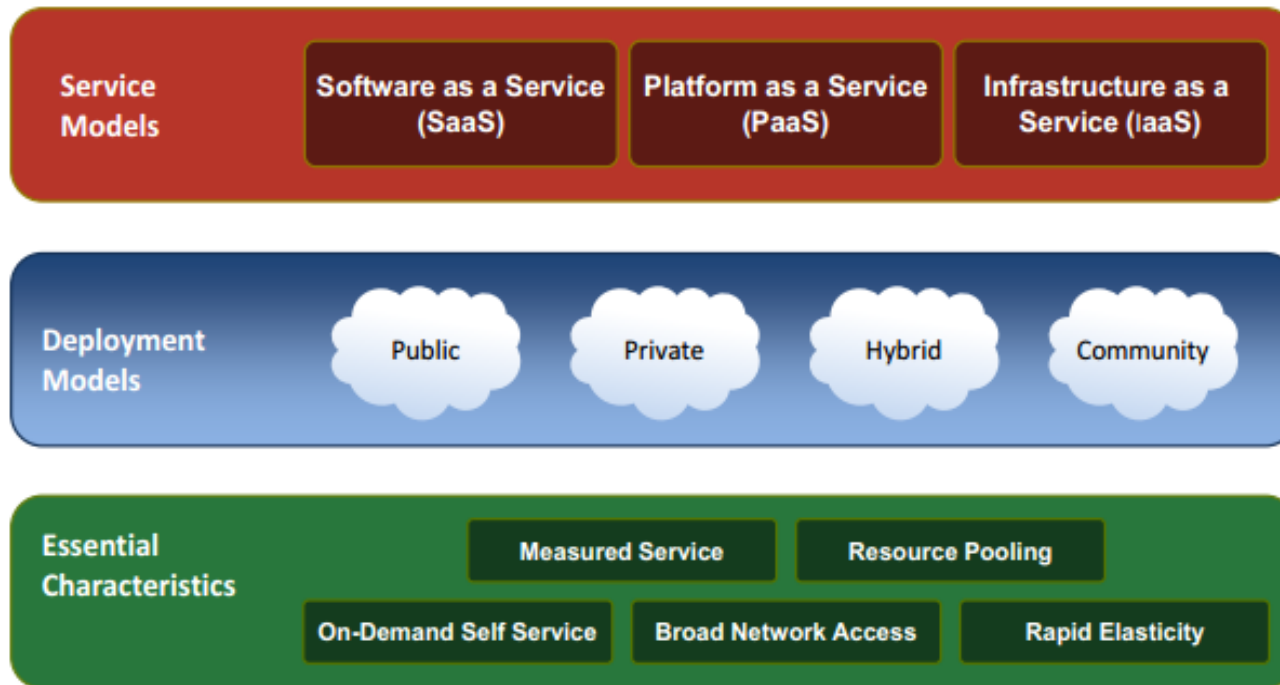 Service
Models
Software as a Service
(SaaS)
Platform as a Service
(PaaS)
Infrastructure as a
Service (IaaS)
Deployment
Models
Public
Private
Hybrid
Community
Essential
Characteristics
Measured Service
Resource Pooling
On-Demand Self Service
Broad Network Access
Rapid Elasticity